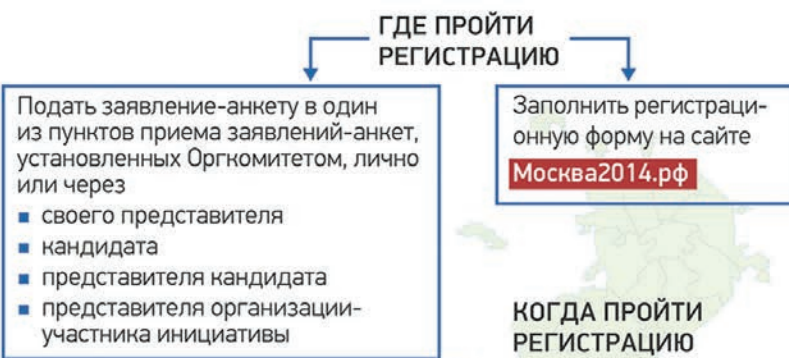 ГДЕ ПРОЙТИ
РЕГИСТРАЦИЮ
Подать заявление-анкету в один
из пунктов приема заявлений-анкет,
установленных Оргкомитетом, лично
или через
своего представителя
кандидата
представителя кандидата
представителя организации-
участника инициативы
Заполнить регистраци-
онную форму на сайте
Москва2014.рф
КОГДА ПРОЙТИ
РЕГИСТРАЦИЮ